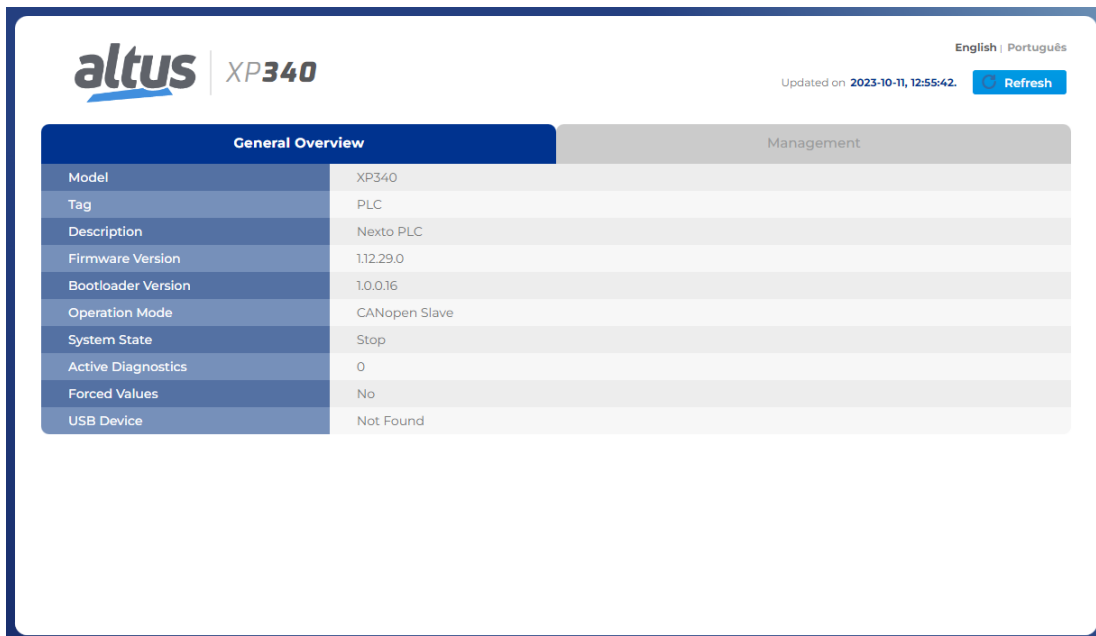 English | Português
altus | XP340
Updated on 2023-10-11, 12:55:42. Refresh
General Overview Management
Model XP340
Tag PLC
Description Nexto PLC
Firmware Version 1.12.29.0
Bootloader Version 1.0.0.16
Operation Mode CANopen Slave
System State Stop
Active Diagnostics 0
Forced Values No
USB Device Not Found